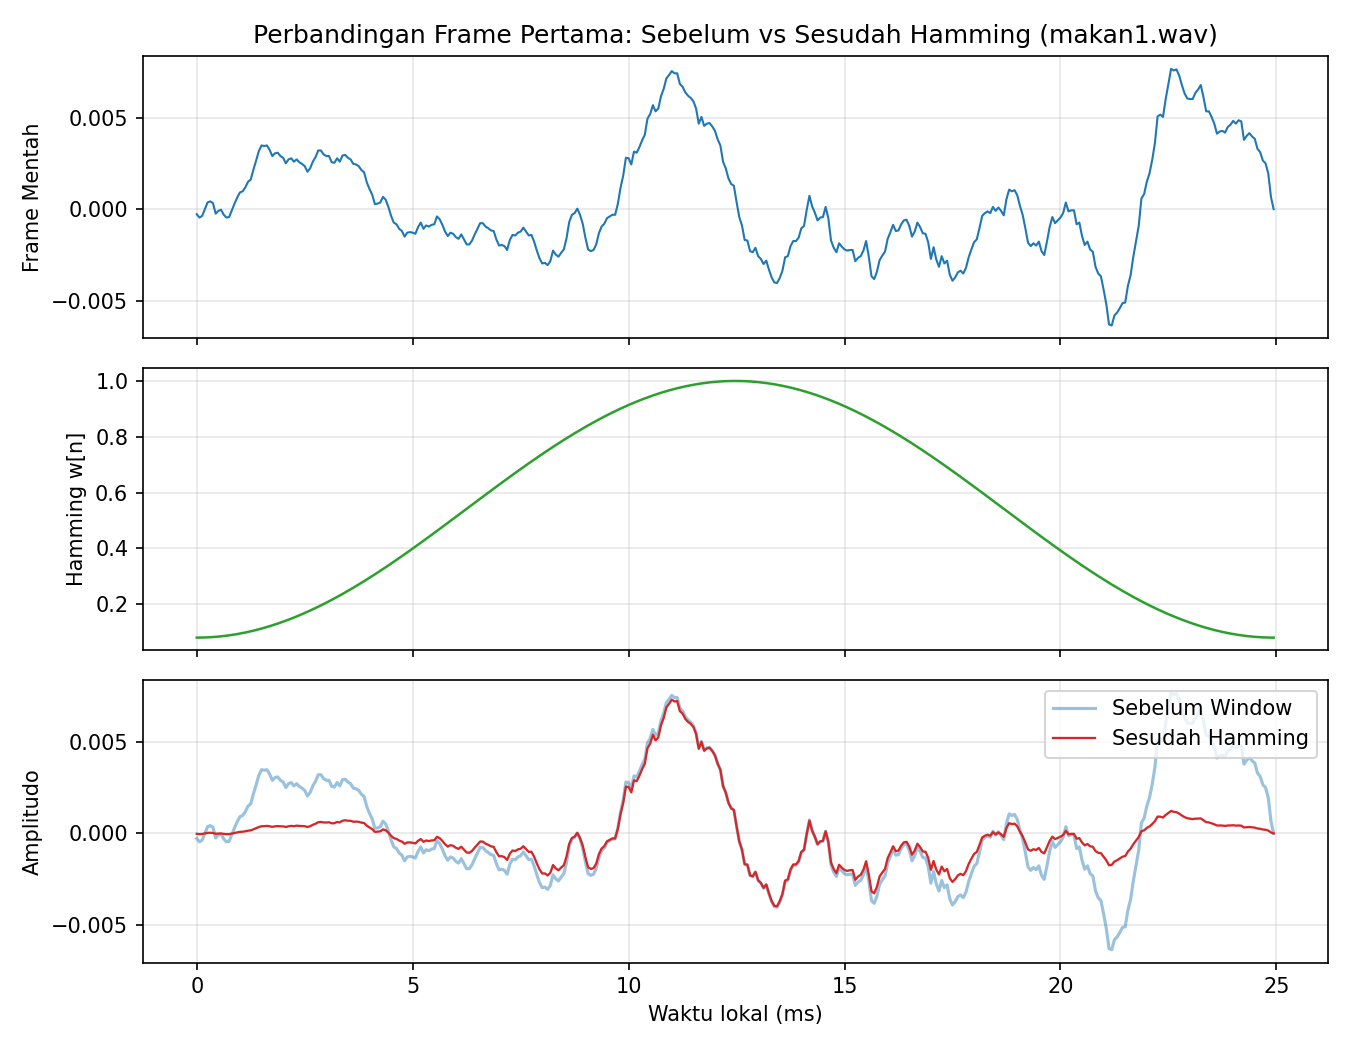 Perbandingan Frame Pertama: Sebelum vs Sesudah Hamming (makan1.wav)
Frame Mentah
0.005
0.000
−0.005
Hamming w[n]
1.0
0.8
0.6
0.4
0.2
Amplitudo
0.005
0.000
−0.005
Sebelum Window
Sesudah Hamming
0 5 10 15 20 25
Waktu lokal (ms)